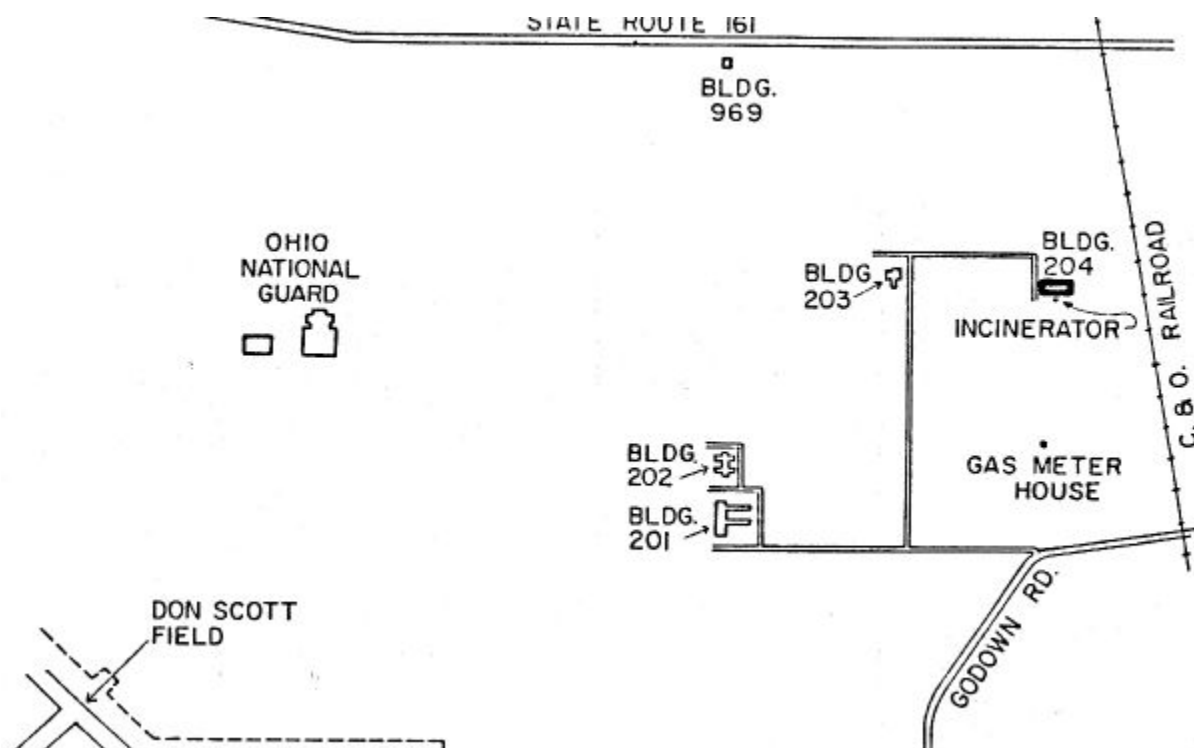 STATE ROUTE 161
BLDG.
969
OHIO
NATIONAL
GUARD
BLDG.
204
BLDG.
203
INCINERATOR
C. & O. RAILROAD
BLDG.
202
GAS METER
HOUSE
BLDG.
201
DON SCOTT
FIELD
GODOWN RD.